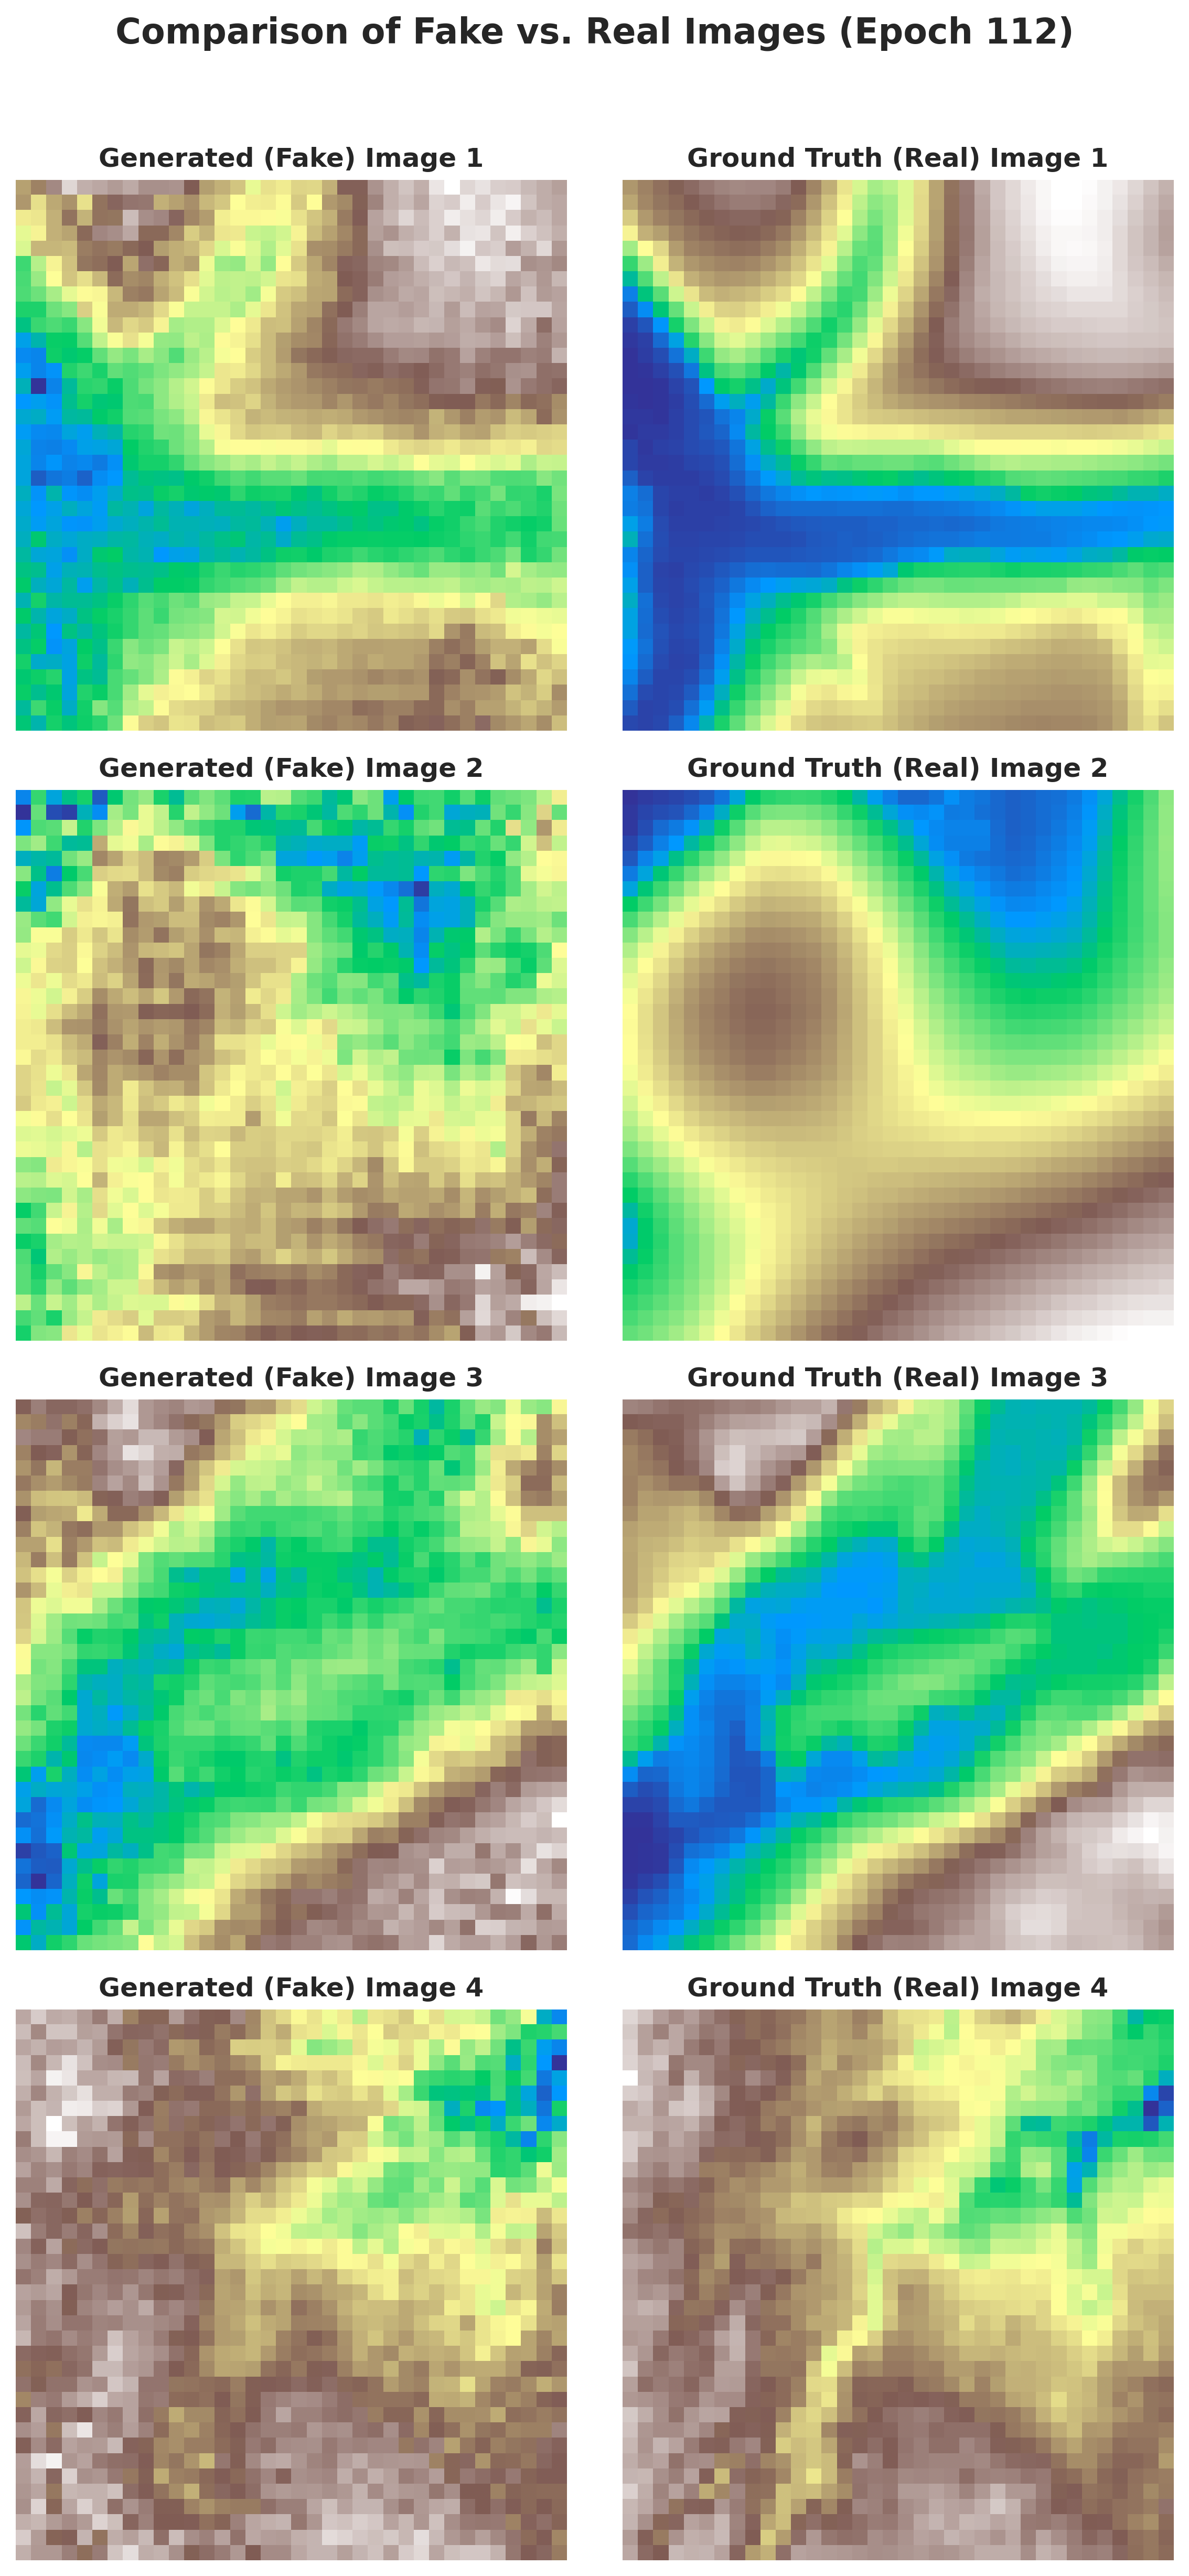 Comparison of Fake vs. Real Images (Epoch 112)
Generated (Fake) Image 1
Ground Truth (Real) Image 1
Generated (Fake) Image 2
Ground Truth (Real) Image 2
Generated (Fake) Image 3
Ground Truth (Real) Image 3
Generated (Fake) Image 4
Ground Truth (Real) Image 4